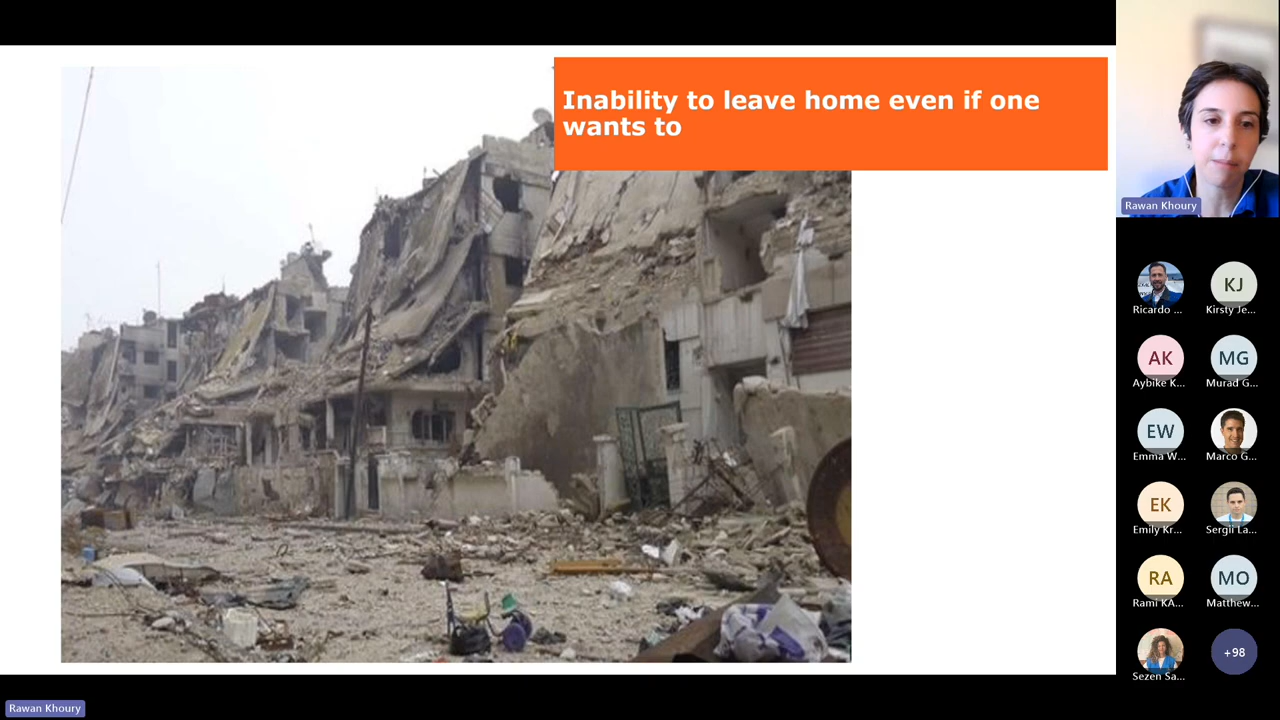 Inability to leave home even if one
wants to
Rawan Khoury
Ricardo ...
KJ
Kirsty Je...
AK
Aybike K...
MG
Murad G...
EW
Emma W...
Marco G...
EK
Emily Kr...
Sergii La...
RA
Rami KA...
MO
Matthew...
Sezen Sa...
+98
Rawan Khoury